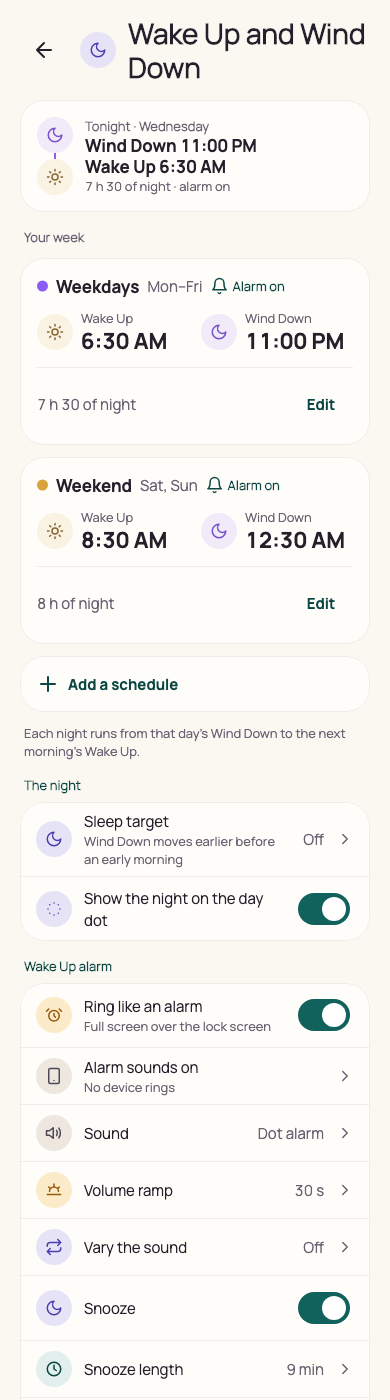 Wake Up and Wind
Down
Tonight · Wednesday
Wind Down 11:00 PM
Wake Up 6:30 AM
7 h 30 of night · alarm on
Your week
Weekdays Mon–Fri Alarm on
Wake Up Wind Down
6:30 AM 11:00 PM
7 h 30 of night Edit
Weekend Sat, Sun Alarm on
Wake Up Wind Down
8:30 AM 12:30 AM
8 h of night Edit
Add a schedule
Each night runs from that day's Wind Down to the next
morning's Wake Up.
The night
Sleep target Off
Wind Down moves earlier before
an early morning
Show the night on the day
dot
Wake Up alarm
Ring like an alarm
Full screen over the lock screen
Alarm sounds on
No device rings
Sound Dot alarm
Volume ramp 30 s
Vary the sound Off
Snooze
Snooze length 9 min